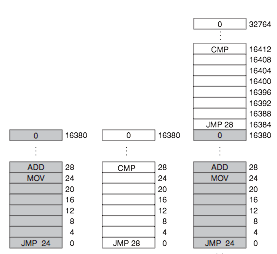 0 32764
⋮
CMP 16412
16408
16404
16400
16396
16392
16388
JMP 28 16384
0 16380 0 16380 0 16380
⋮ ⋮ ⋮
ADD 28 CMP 28 ADD 28
MOV 24 24 MOV 24
20 20 20
16 16 16
12 12 12
8 8 8
4 4 4
JMP 24 0 JMP 28 0 JMP 24 0